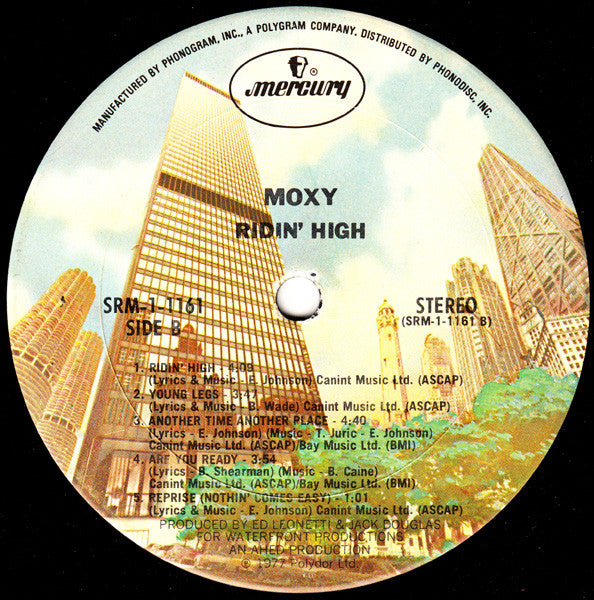 MANUFACTURED BY PHONOGRAM, INC., A POLYGRAM COMPANY. DISTRIBUTED BY PHONODISC, INC.
®
mercury
MOXY
RIDIN' HIGH
SRM-1-1161
SIDE B
STEREO
(SRM-1-1161 B)
1. RIDIN' HIGH - 4:09
(Lyrics & Music - E. Johnson) Canint Music Ltd. (ASCAP)
2. YOUNG LEGS - 3:47
(Lyrics & Music - B. Wade) Canint Music Ltd. (ASCAP)
3. ANOTHER TIME ANOTHER PLACE - 4:40
(Lyrics - E. Johnson) (Music - T. Juric - E. Johnson)
Canint Music Ltd. (ASCAP)/Bay Music Ltd. (BMI)
4. ARE YOU READY - 3:54
(Lyrics - B. Shearman) (Music - B. Caine)
Canint Music Ltd. (ASCAP)/Bay Music Ltd. (BMI)
5. REPRISE (NOTHIN' COMES EASY) - 1:01
(Lyrics & Music - E. Johnson) Canint Music Ltd. (ASCAP)
PRODUCED BY ED LEONETTI & JACK DOUGLAS
FOR WATERFRONT PRODUCTIONS
AN AHED PRODUCTION
℗ 1977 Polydor Ltd.